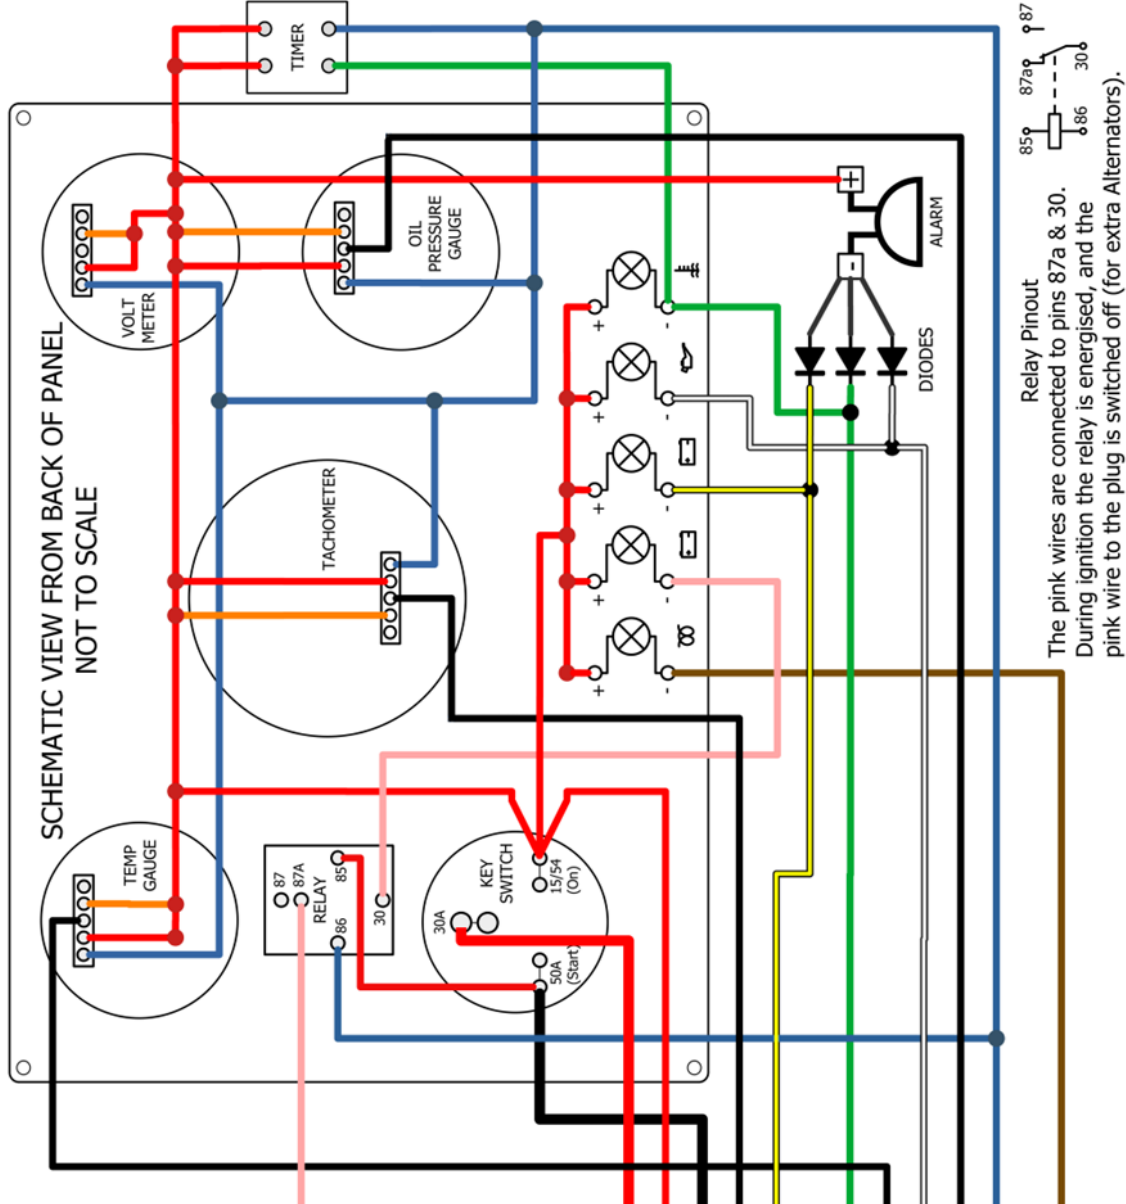 SCHEMATIC VIEW FROM BACK OF PANEL
NOT TO SCALE
TIMER
VOLT
METER
OIL
PRESSURE
GAUGE
TACHOMETER
TEMP
GAUGE
87
87A
RELAY
85
86
30
KEY
SWITCH
30A
15/54
(On)
50A
(Start)
+
-
+
-
+
-
+
-
+
-
+
-
ALARM
DIODES
87
87a
30
85
86
Relay Pinout
The pink wires are connected to pins 87a & 30.
During ignition the relay is energised, and the
pink wire to the plug is switched off (for extra Alternators).